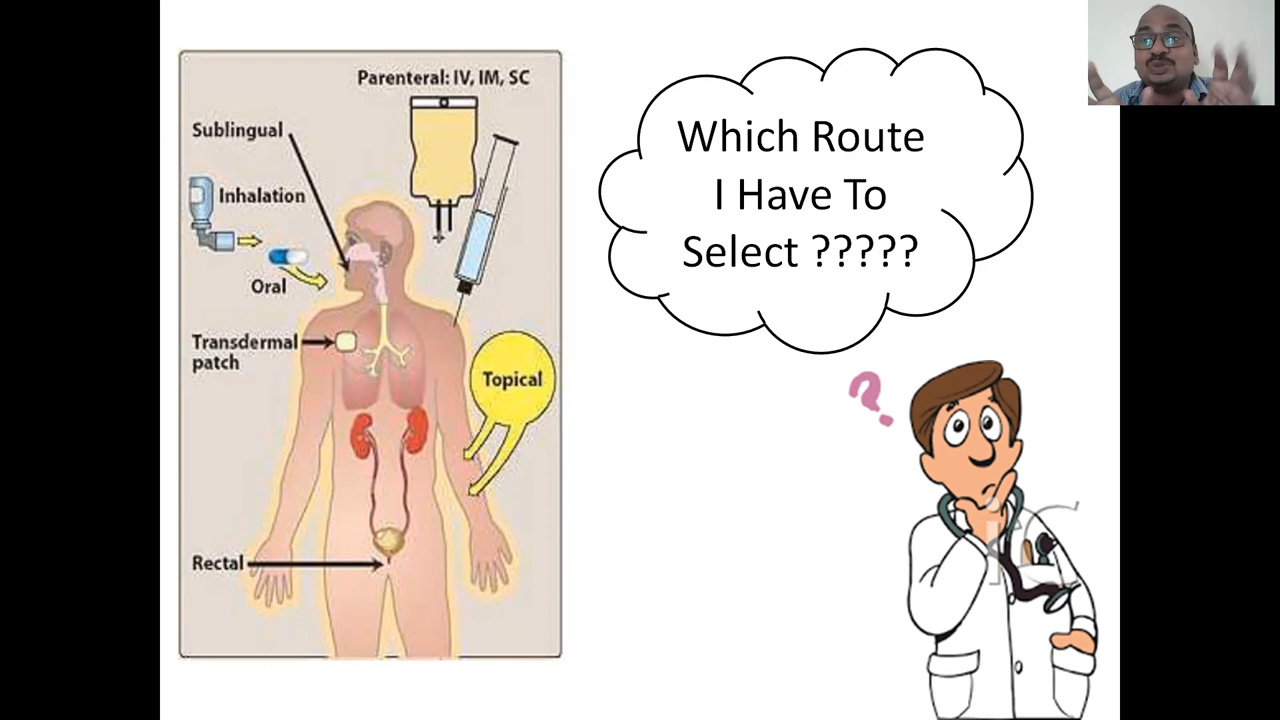 Parenteral: IV, IM, SC
Sublingual
Inhalation
Oral
Transdermal
patch
Topical
Rectal
Which Route
I Have To
Select ?????
?